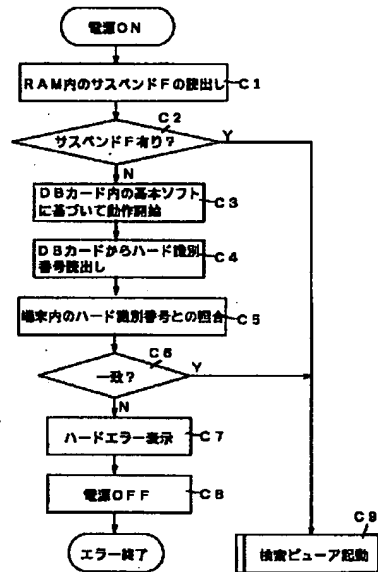 電源ON
RAM内のサスペンドFの読出し
C1
C2
サスペンドF有り?
Y
N
DBカード内の基本ソフト
に基づいて動作開始
C3
DBカードからハード識別
番号読出し
C4
端末内のハード識別番号との照合
C5
C6
一致?
Y
N
ハードエラー表示
C7
電源OFF
C8
エラー終了
C9
検索ビューア起動